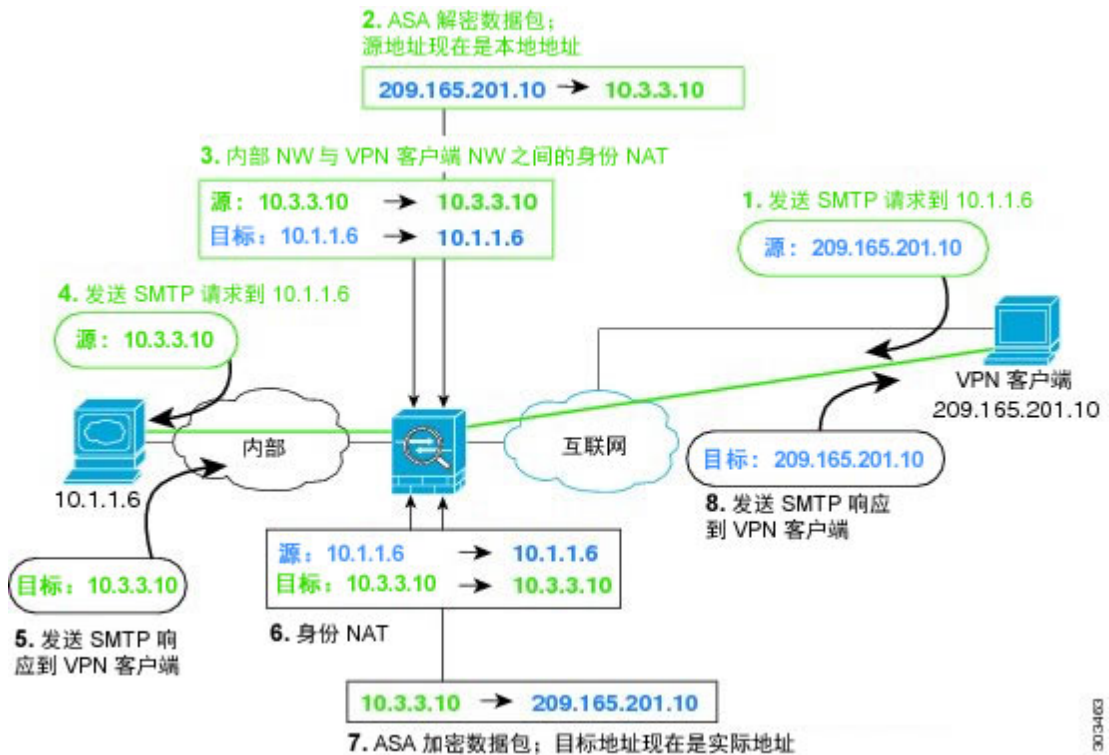 2. ASA 解密数据包；
源地址现在是本地地址
209.165.201.10 → 10.3.3.10
3. 内部 NW 与 VPN 客户端 NW 之间的身份 NAT
源：10.3.3.10 → 10.3.3.10
目标：10.1.1.6 → 10.1.1.6
1. 发送 SMTP 请求到 10.1.1.6
源：209.165.201.10
4. 发送 SMTP 请求到 10.1.1.6
源：10.3.3.10
VPN 客户端
209.165.201.10
内部
互联网
10.1.1.6
目标：209.165.201.10
8. 发送 SMTP 响应
到 VPN 客户端
源：10.1.1.6 → 10.1.1.6
目标：10.3.3.10 → 10.3.3.10
目标：10.3.3.10
5. 发送 SMTP 响
应到 VPN 客户端
6. 身份 NAT
10.3.3.10 → 209.165.201.10
7. ASA 加密数据包；目标地址现在是实际地址
303463